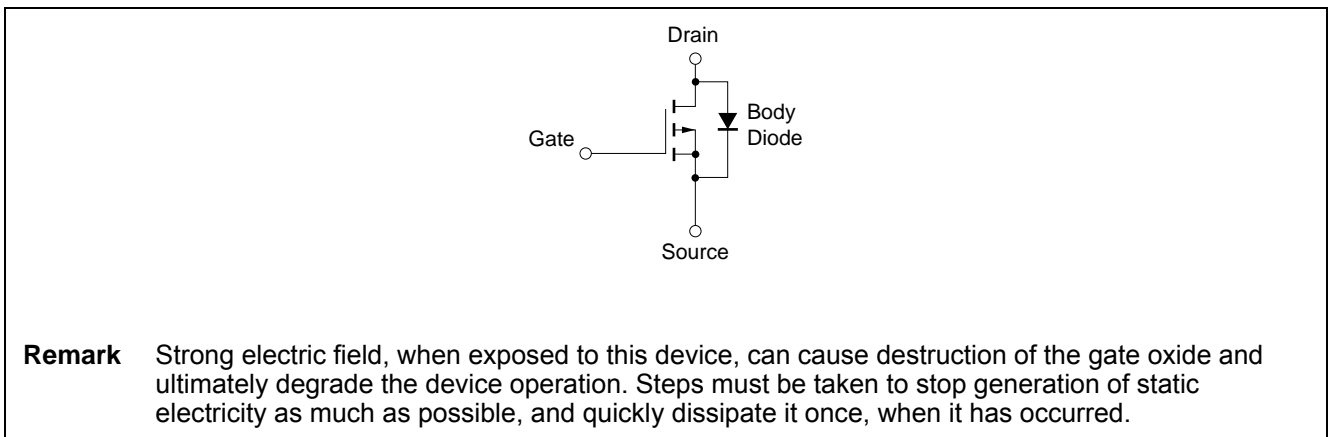 Drain
Body
Diode
Gate
Source
Remark Strong electric field, when exposed to this device, can cause destruction of the gate oxide and
ultimately degrade the device operation. Steps must be taken to stop generation of static
electricity as much as possible, and quickly dissipate it once, when it has occurred.